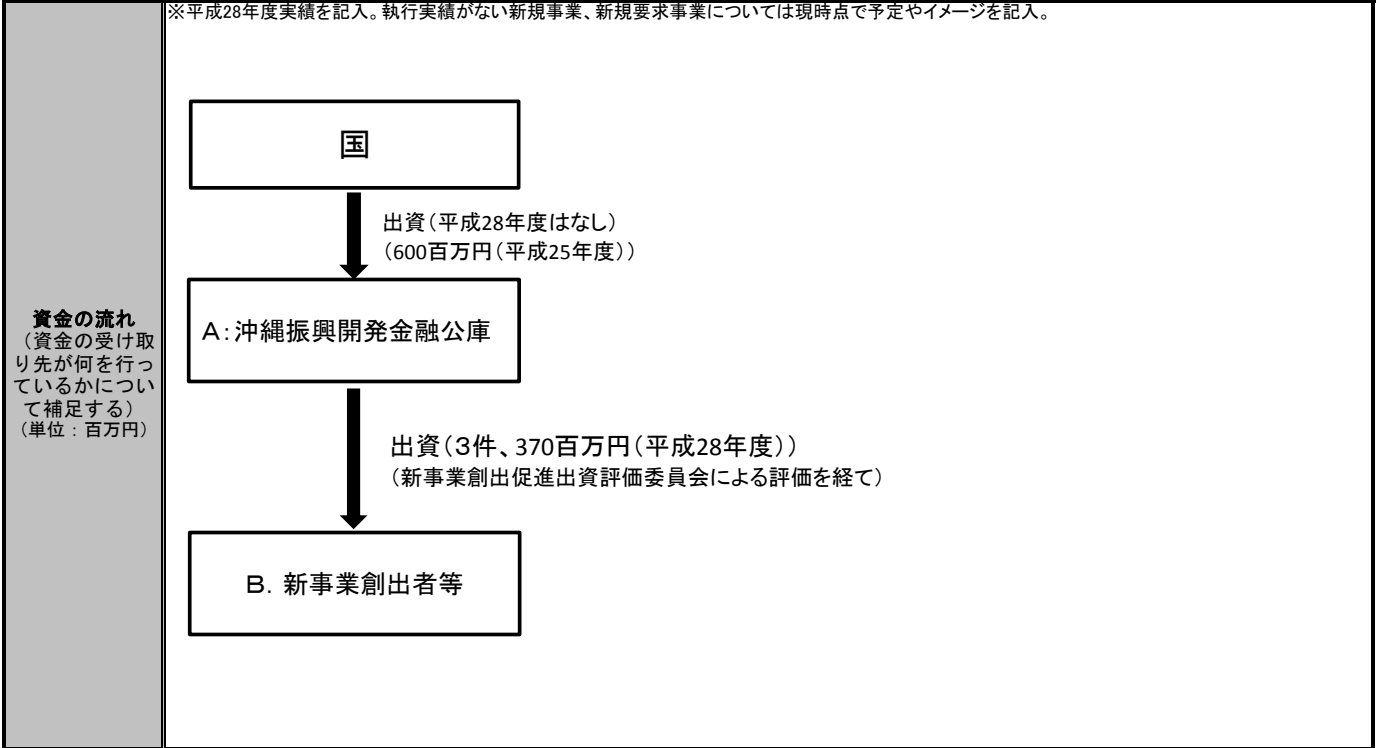 ※平成28年度実績を記入。執行実績がない新規事業、新規要求事業については現時点で予定やイメージを記入。
資金の流れ
（資金の受け取
り先が何を行っ
ているかについ
て補足する）
（単位：百万円）
国
出資（平成28年度はなし）
（600百万円（平成25年度））
A：沖縄振興開発金融公庫
出資（３件、370百万円（平成28年度））
（新事業創出促進出資評価委員会による評価を経て）
Ｂ．新事業創出者等